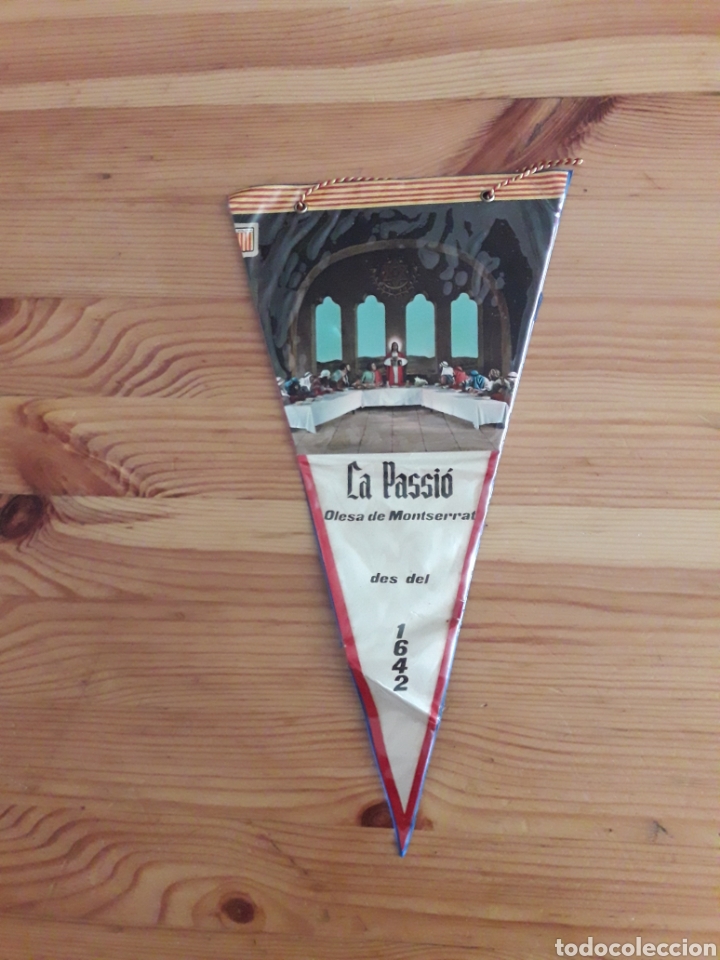 La Passió
Olesa de Montserrat
des del
1642
todocoleccion